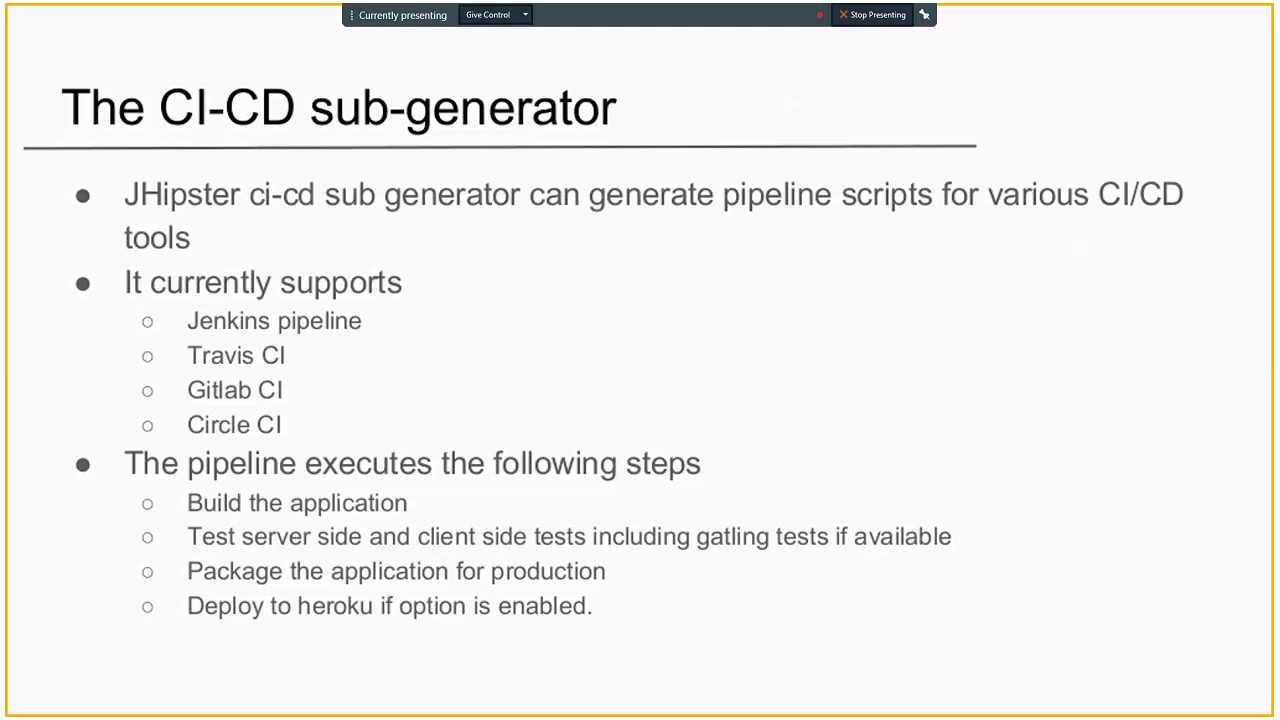 Currently presenting Give Control Stop Presenting
The CI-CD sub-generator
● JHipster ci-cd sub generator can generate pipeline scripts for various CI/CD
tools
● It currently supports
○ Jenkins pipeline
○ Travis CI
○ Gitlab CI
○ Circle CI
● The pipeline executes the following steps
○ Build the application
○ Test server side and client side tests including gatling tests if available
○ Package the application for production
○ Deploy to heroku if option is enabled.